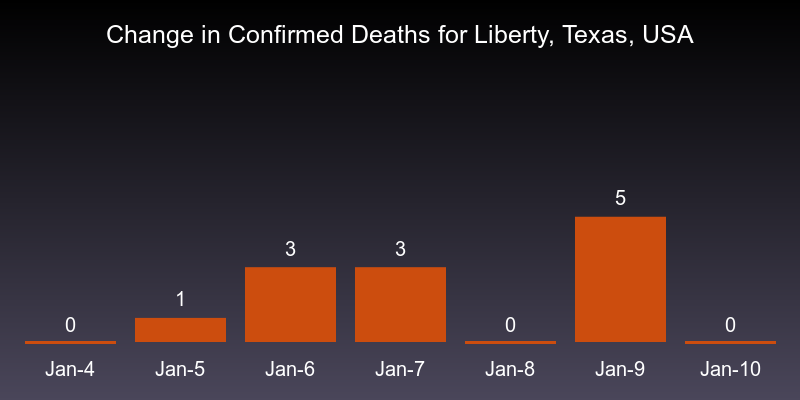 Change in Confirmed Deaths for Liberty, Texas, USA
5
3 3
1
0 0 0
Jan-4 Jan-5 Jan-6 Jan-7 Jan-8 Jan-9 Jan-10